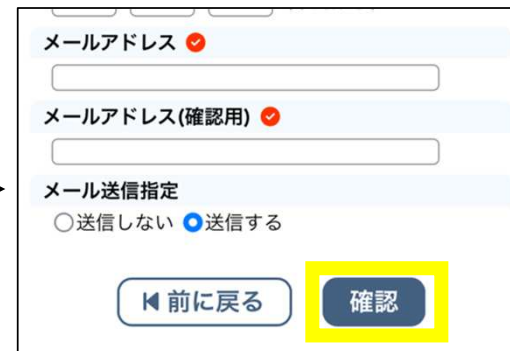 メールアドレス
メールアドレス(確認用)
メール送信指定
送信しない 送信する
前に戻る
確認